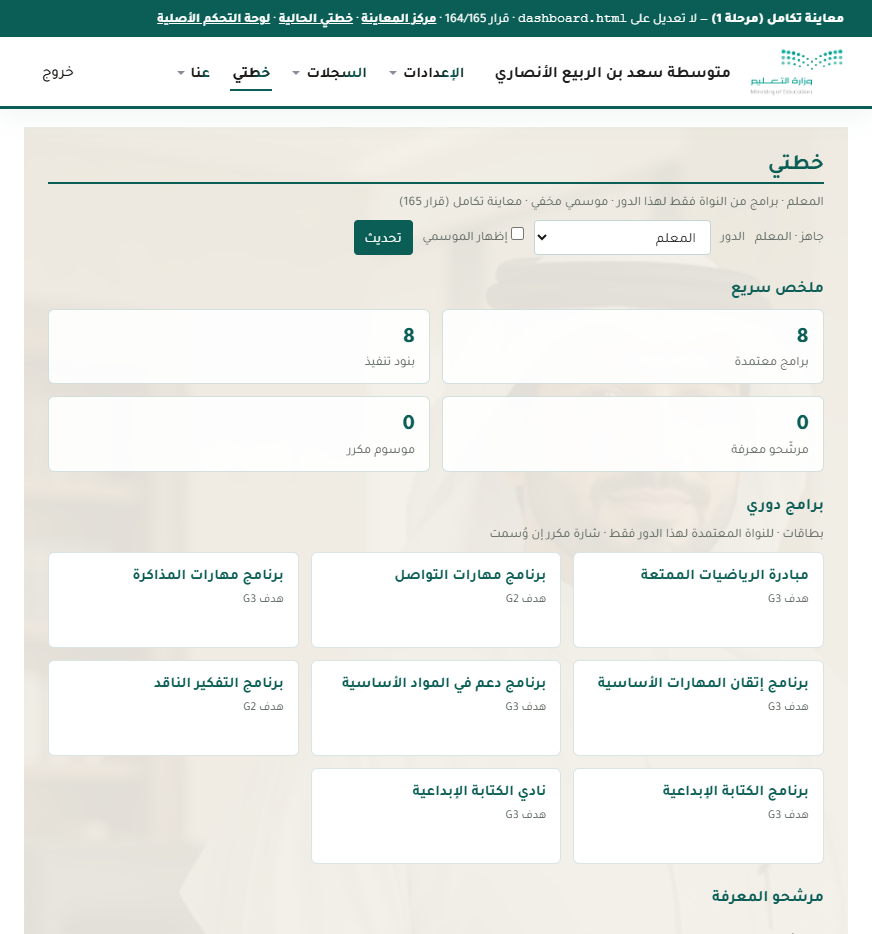 معاينة تكامل (مرحلة 1) – لا تعديل على dashboard.html · قرار 164/165 · مركز المعاينة · خطتي الحالية · لوحة التحكم الأصلية
وزارة التعليم
Ministry of Education
متوسطة سعد بن الربيع الأنصاري
الإعدادات
السجلات
خطتي
عنا
خروج
خطتي
المعلم · برامج من النواة فقط لهذا الدور · موسمي مخفي · معاينة تكامل (قرار 165)
جاهز · المعلم
الدور
المعلم
إظهار الموسمي
تحديث
ملخص سريع
8
برامج معتمدة
8
بنود تنفيذ
0
مرشّحو معرفة
0
موسوم مكرر
برامج دوري
بطاقات · للنواة المعتمدة لهذا الدور فقط · شارة مكرر إن وُسمت
مبادرة الرياضيات الممتعة
هدف G3
برنامج مهارات التواصل
هدف G2
برنامج مهارات المذاكرة
هدف G3
برنامج إتقان المهارات الأساسية
هدف G3
برنامج دعم في المواد الأساسية
هدف G3
برنامج التفكير الناقد
هدف G2
برنامج الكتابة الإبداعية
هدف G3
نادي الكتابة الإبداعية
هدف G3
مرشحو المعرفة